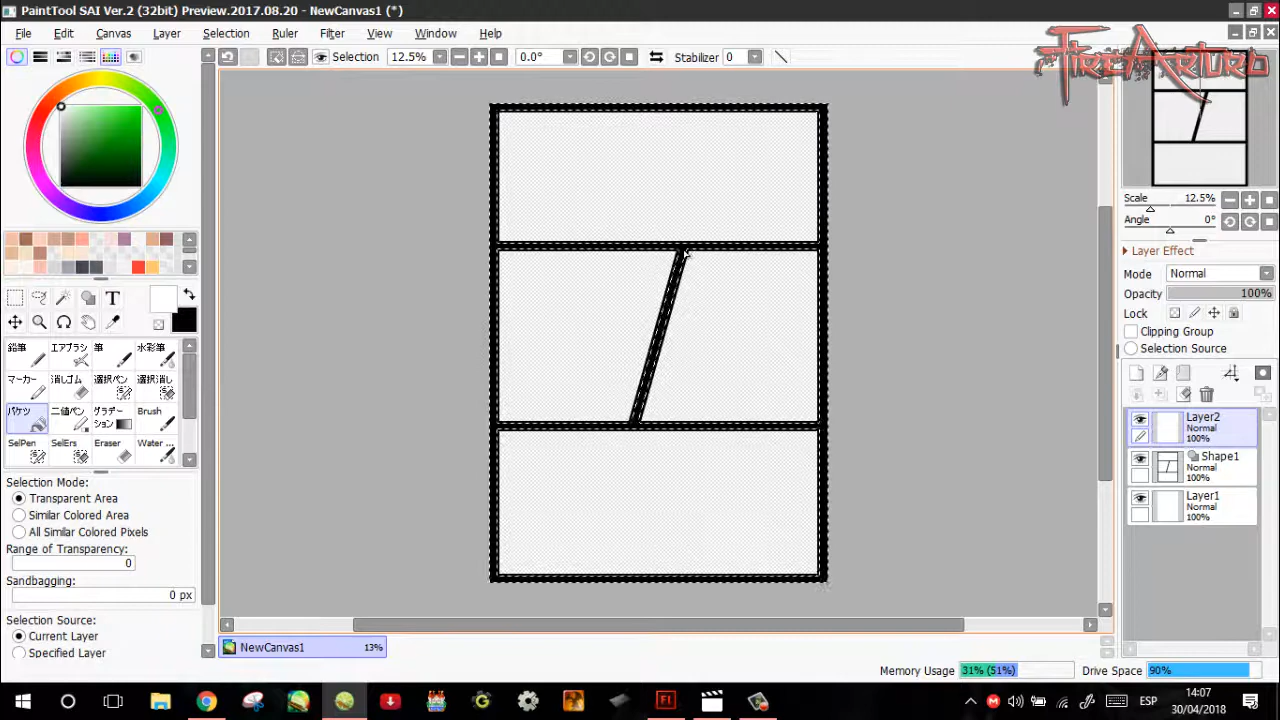 PaintTool SAI Ver.2 (32bit) Preview.2017.08.20 - NewCanvas1 (*)
File Edit Canvas Layer Selection Ruler Filter View Window Help
FireArturo
Selection 12.5% 0.0° Stabilizer 0
Scale 12.5%
Angle 0°
Layer Effect
Mode Normal
Opacity 100%
Lock
Clipping Group
Selection Source
T
鉛筆 エアブラシ 筆 水彩筆
マーカー 消しゴム 選択ペン 選択消し
バケツ 二値ペン グラデーション Brush
SelPen SelErs Eraser Water ...
Layer2
Normal
100%
Shape1
Normal
100%
Layer1
Normal
100%
Selection Mode:
Transparent Area
Similar Colored Area
All Similar Colored Pixels
Range of Transparency:
0
Sandbagging:
0 px
Selection Source:
Current Layer
Specified Layer
NewCanvas1 13%
Memory Usage 31% (51%) Drive Space 90%
ESP
14:07
30/04/2018